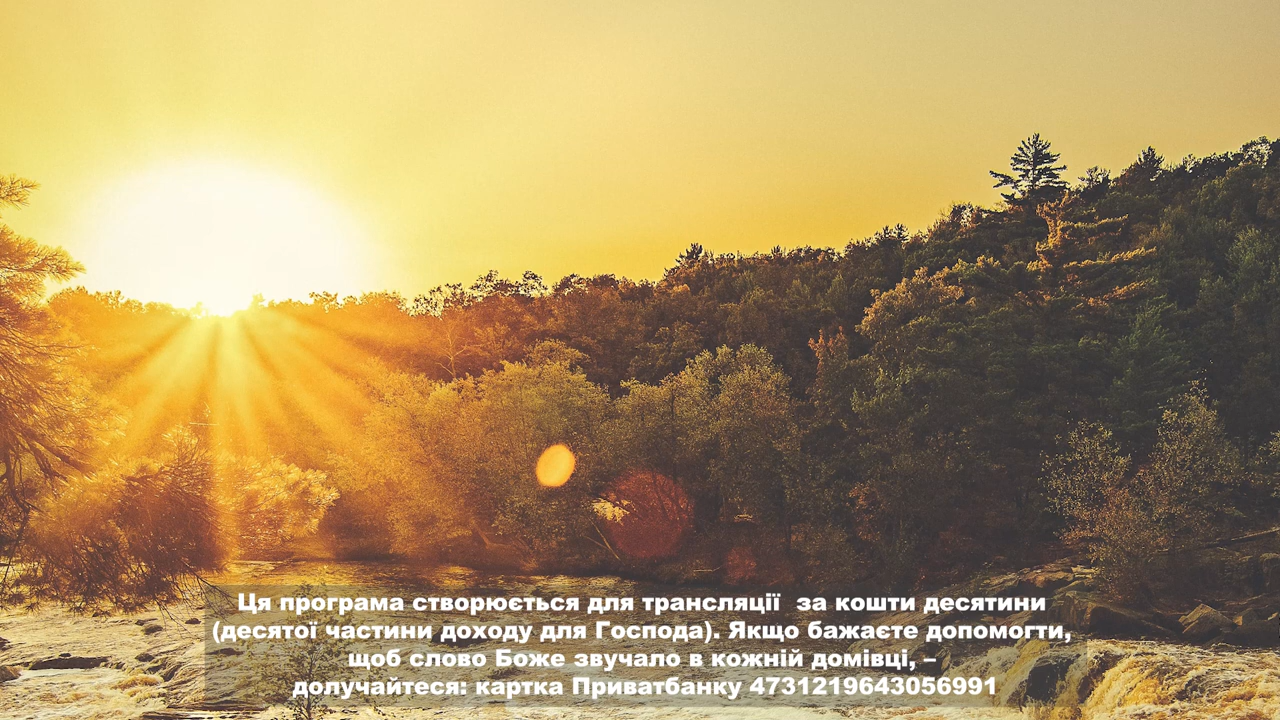 Ця програма створюється для трансляції  за кошти десятини
(десятої частини доходу для Господа). Якщо бажаєте допомогти,
щоб слово Боже звучало в кожній домівці, –
долучайтеся: картка Приватбанку 4731219643056991